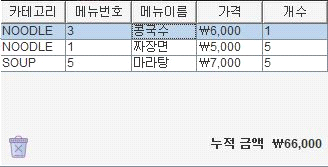 카테고리 메뉴번호 메뉴이름 가격 개수
NOODLE 3 콩국수 ₩6,000 1
NOODLE 1 짜장면 ₩5,000 5
SOUP 5 마라탕 ₩7,000 5
누적 금액 ₩66,000